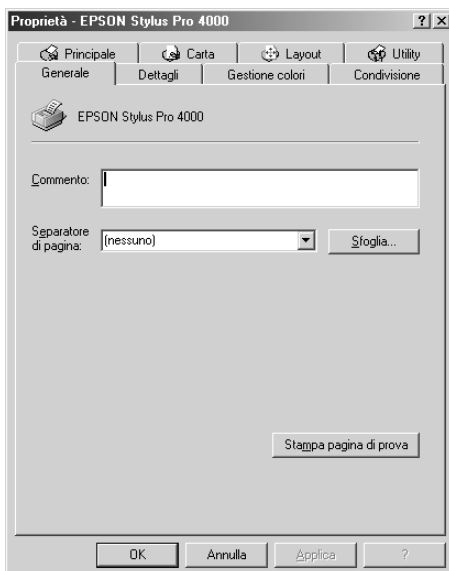 Proprietà - EPSON Stylus Pro 4000 ? ×
Principale Carta Layout Utility
Generale Dettagli Gestione colori Condivisione
EPSON Stylus Pro 4000
Commento:
Separatore
di pagina: (nessuno) Sfoglia...
Stampa pagina di prova
OK Annulla Applica ?